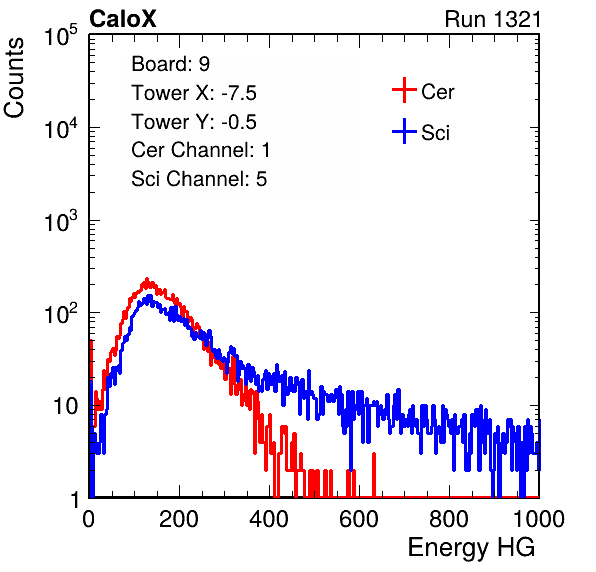 CaloX Run 1321
Board: 9
Tower X: -7.5
Tower Y: -0.5
Cer Channel: 1
Sci Channel: 5
Cer
Sci
Counts
10^5
10^4
10^3
10^2
10
1
0 200 400 600 800 1000
Energy HG